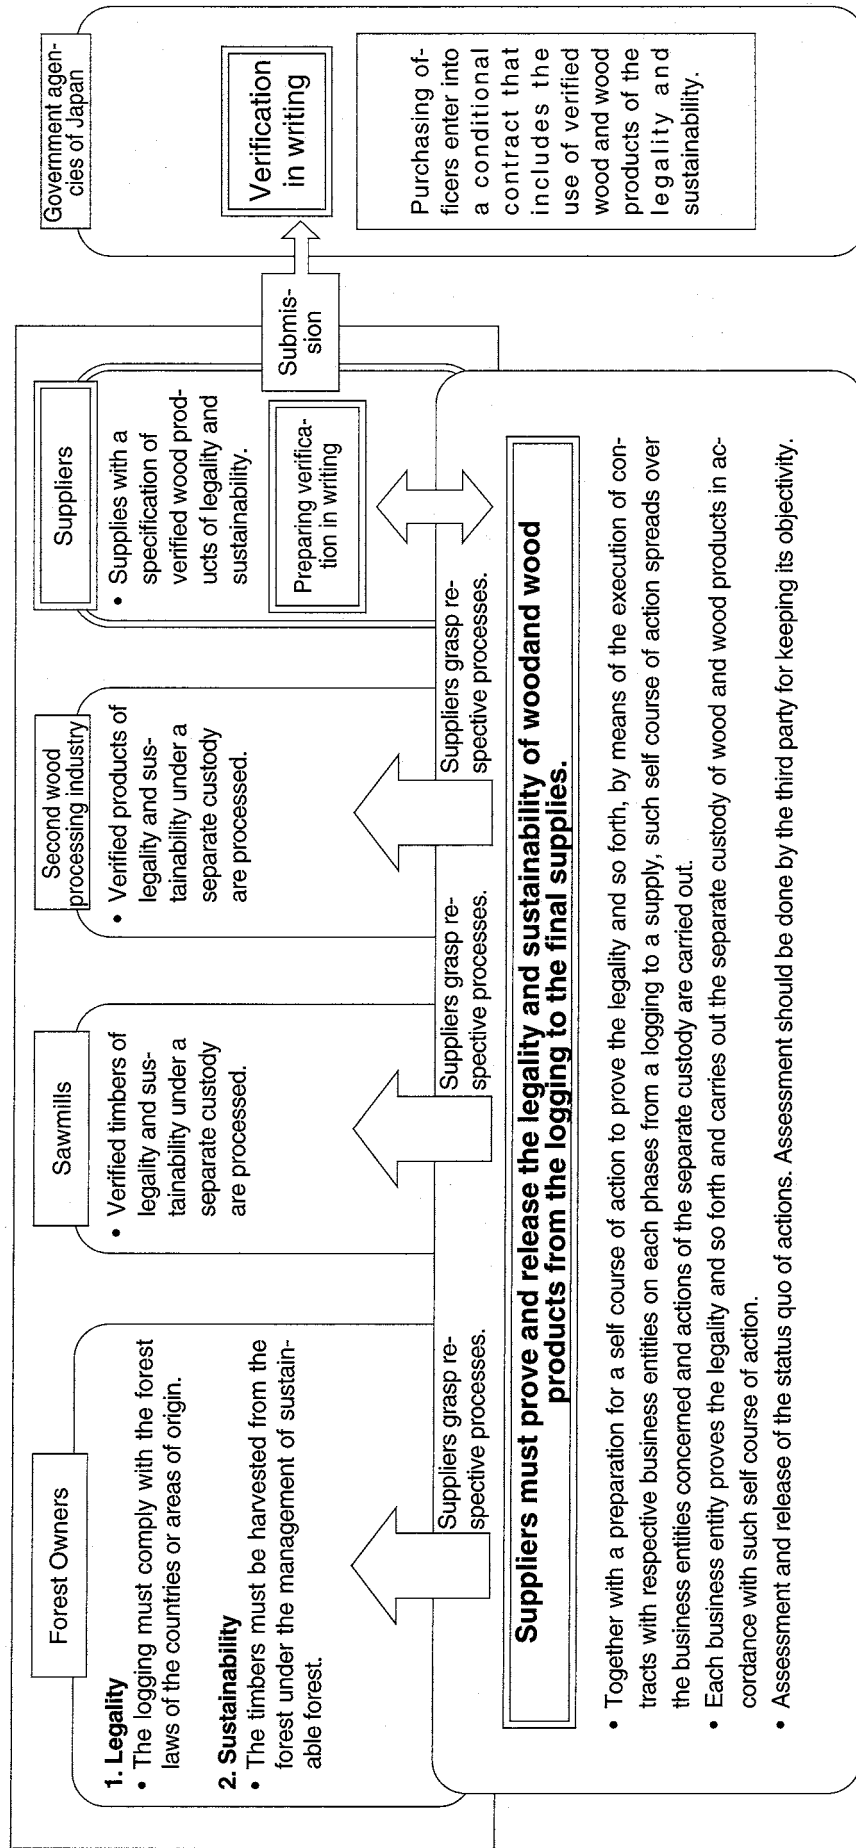 Forest Owners
1. Legality
• The logging must comply with the forest
laws of the countries or areas of origin.
2. Sustainability
• The timbers must be harvested from the
forest under the management of sustain-
able forest.
Sawmills
• Verified timbers of
legality and sus-
tainability under a
separate custody
are processed.
Second wood
processing industry
• Verified products of
legality and sus-
tainability under a
separate custody
are processed.
Suppliers
• Supplies with a
specification of
verified wood prod-
ucts of legality and
sustainability.
Preparing verifica-
tion in writing
Submis-
sion
Government agen-
cies of Japan
Verification
in writing
Purchasing of-
ficers enter into
a conditional
contract that
includes the
use of verified
wood and wood
products of the
legality and
sustainability.
Suppliers grasp re-
spective processes.
Suppliers grasp re-
spective processes.
Suppliers grasp re-
spective processes.
Suppliers must prove and release the legality and sustainability of woodand wood
products from the logging to the final supplies.
• Together with a preparation for a self course of action to prove the legality and so forth, by means of the execution of con-
tracts with respective business entities on each phases from a logging to a supply, such self course of action spreads over
the business entities concerned and actions of the separate custody are carried out.
• Each business entity proves the legality and so forth and carries out the separate custody of wood and wood products in ac-
cordance with such self course of action.
• Assessment and release of the status quo of actions. Assessment should be done by the third party for keeping its objectivity.